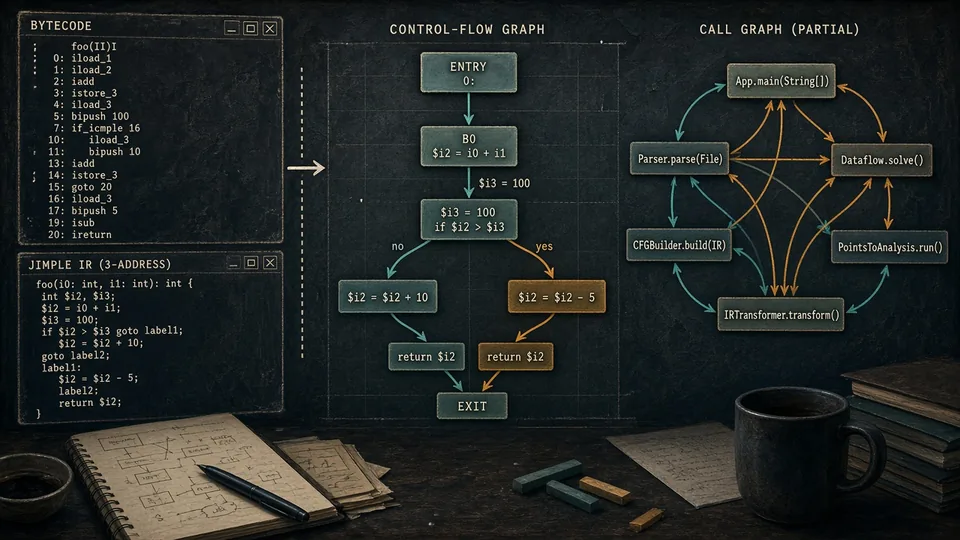 BYTECODE
; foo(II)I
; 0: iload_1
; 1: iload_2
2: iadd
3: istore_3
4: iload_3
5: bipush 100
7: if_icmple 16
10: iload_3
11: bipush 10
13: iadd
; 14: istore_3
15: goto 20
16: iload_3
17: bipush 5
19: isub
20: ireturn
JIMPLE IR (3-ADDRESS)
foo(i0: int, i1: int): int {
int $i2, $i3;
$i2 = i0 + i1;
$i3 = 100;
if $i2 > $i3 goto label1;
$i2 = $i2 + 10;
goto label2;
label1:
$i2 = $i2 - 5;
label2:
return $i2;
}
CONTROL-FLOW GRAPH
ENTRY
0:
B0
$i2 = i0 + i1
$i3 = 100
$i3 = 100
if $i2 > $i3
no
yes
$i2 = $i2 + 10
$i2 = $i2 - 5
return $i2
return $i2
EXIT
CALL GRAPH (PARTIAL)
App.main(String[])
Parser.parse(File)
Dataflow.solve()
CFGBuilder.build(IR)
PointsToAnalysis.run()
IRTransformer.transform()